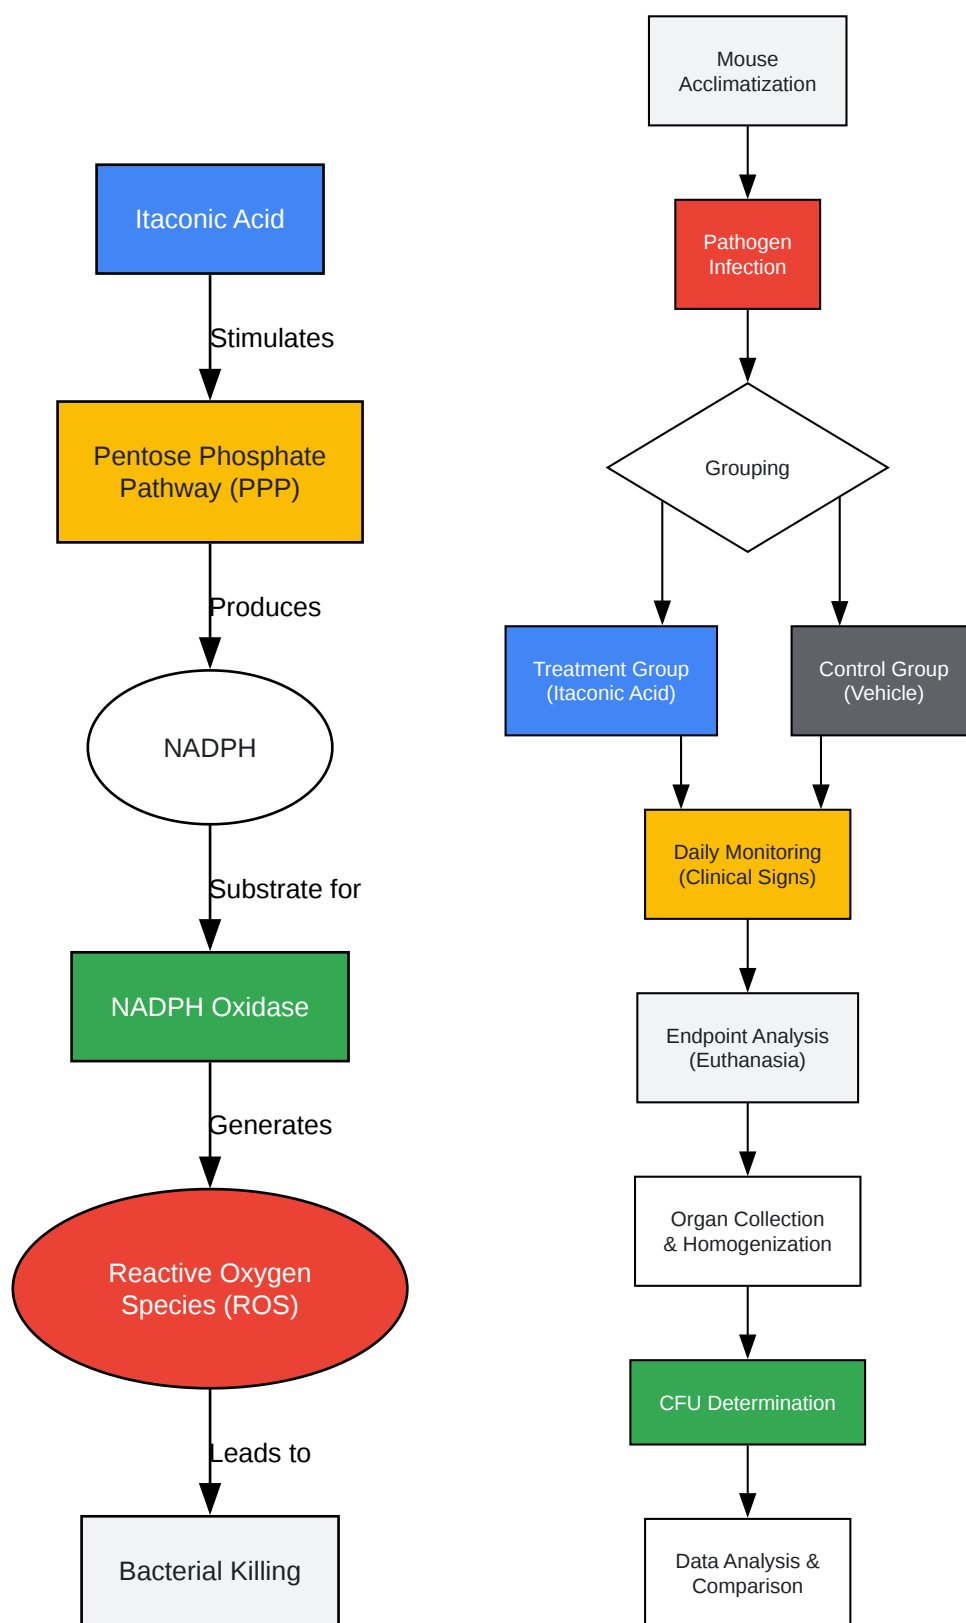 Itaconic Acid
Stimulates
Pentose Phosphate
Pathway (PPP)
Produces
NADPH
Substrate for
NADPH Oxidase
Generates
Reactive Oxygen
Species (ROS)
Leads to
Bacterial Killing
Mouse
Acclimatization
Pathogen
Infection
Grouping
Treatment Group
(Itaconic Acid)
Control Group
(Vehicle)
Daily Monitoring
(Clinical Signs)
Endpoint Analysis
(Euthanasia)
Organ Collection
& Homogenization
CFU Determination
Data Analysis &
Comparison